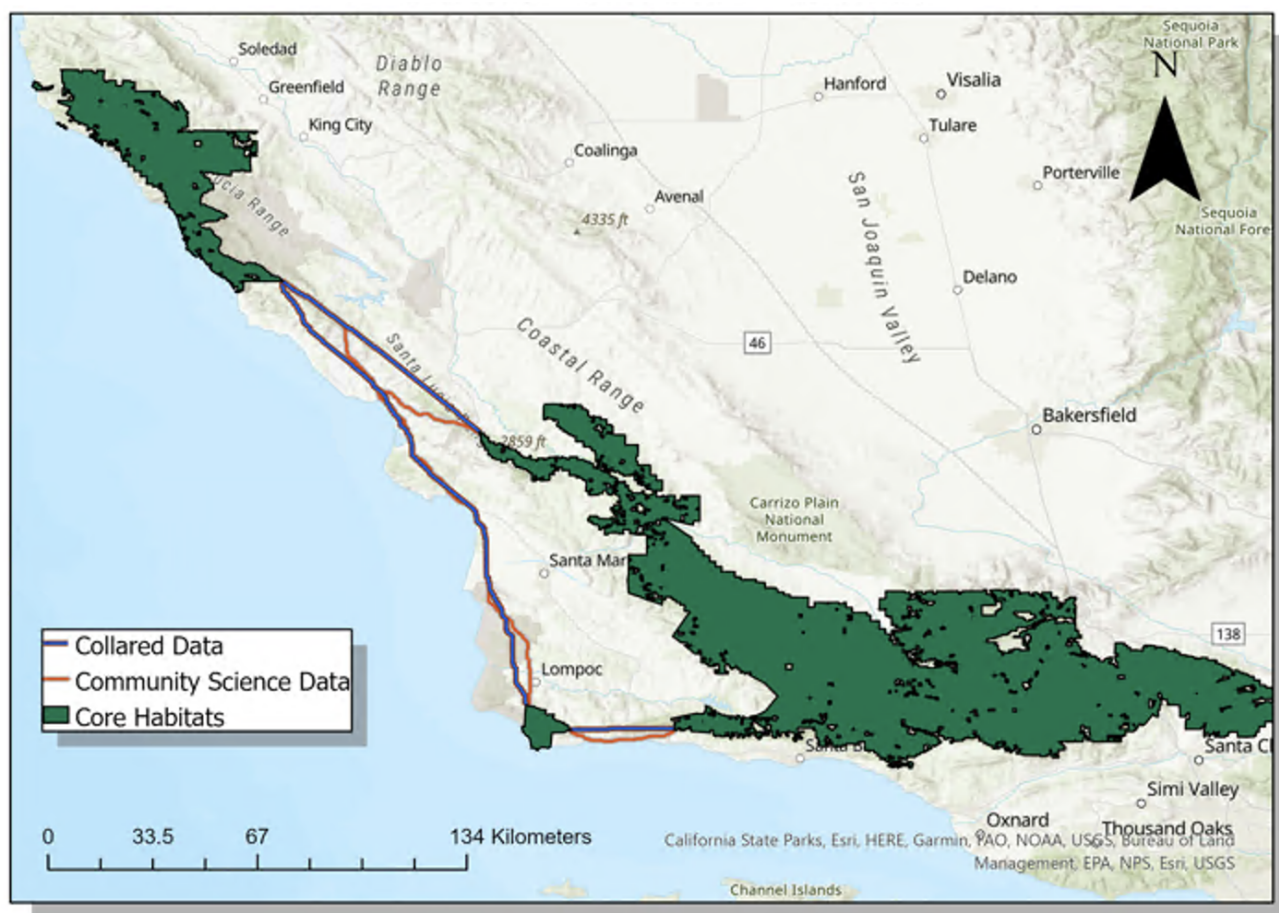 Sequoia
National Park
N
Soledad
Diablo
Range
Greenfield
Hanford
Visalia
King City
Tulare
Coalinga
Porterville
Avenal
ucia Range
4335 ft
San Joaquin Valley
Sequoia
National Fore
Delano
Coastal Range
46
Santa Luc
2859 ft
Bakersfield
Carrizo Plain
National
Monument
Santa Mar
138
Lompoc
Collared Data
Community Science Data
Core Habitats
Santa B
Santa Cl
Simi Valley
Oxnard
Thousand Oaks
0 33.5 67 134 Kilometers
California State Parks, Esri, HERE, Garmin, FAO, NOAA, USGS, Bureau of Land
Management, EPA, NPS, Esri, USGS
Channel Islands